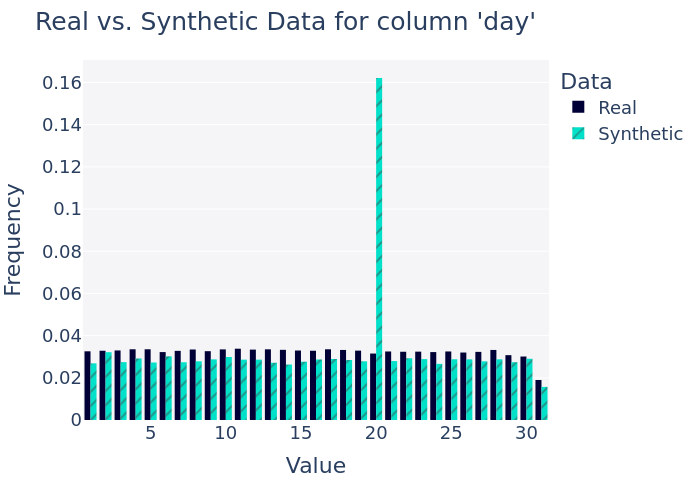 Real vs. Synthetic Data for column 'day'
Data
Real
Synthetic
Frequency
0.16
0.14
0.12
0.1
0.08
0.06
0.04
0.02
0
5 10 15 20 25 30
Value